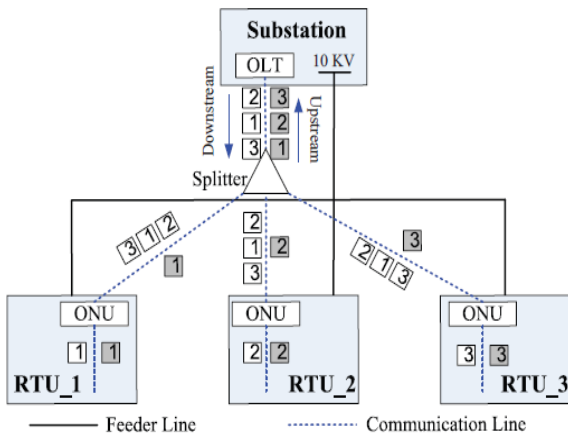 Substation
OLT
10 KV
Downstream
Upstream
2 3
1 2
3 1
Splitter
3 1 2
1
2
1 2
3
3
2 1 3
ONU
ONU
ONU
1 1
2 2
3 3
RTU_1
RTU_2
RTU_3
Feeder Line
Communication Line